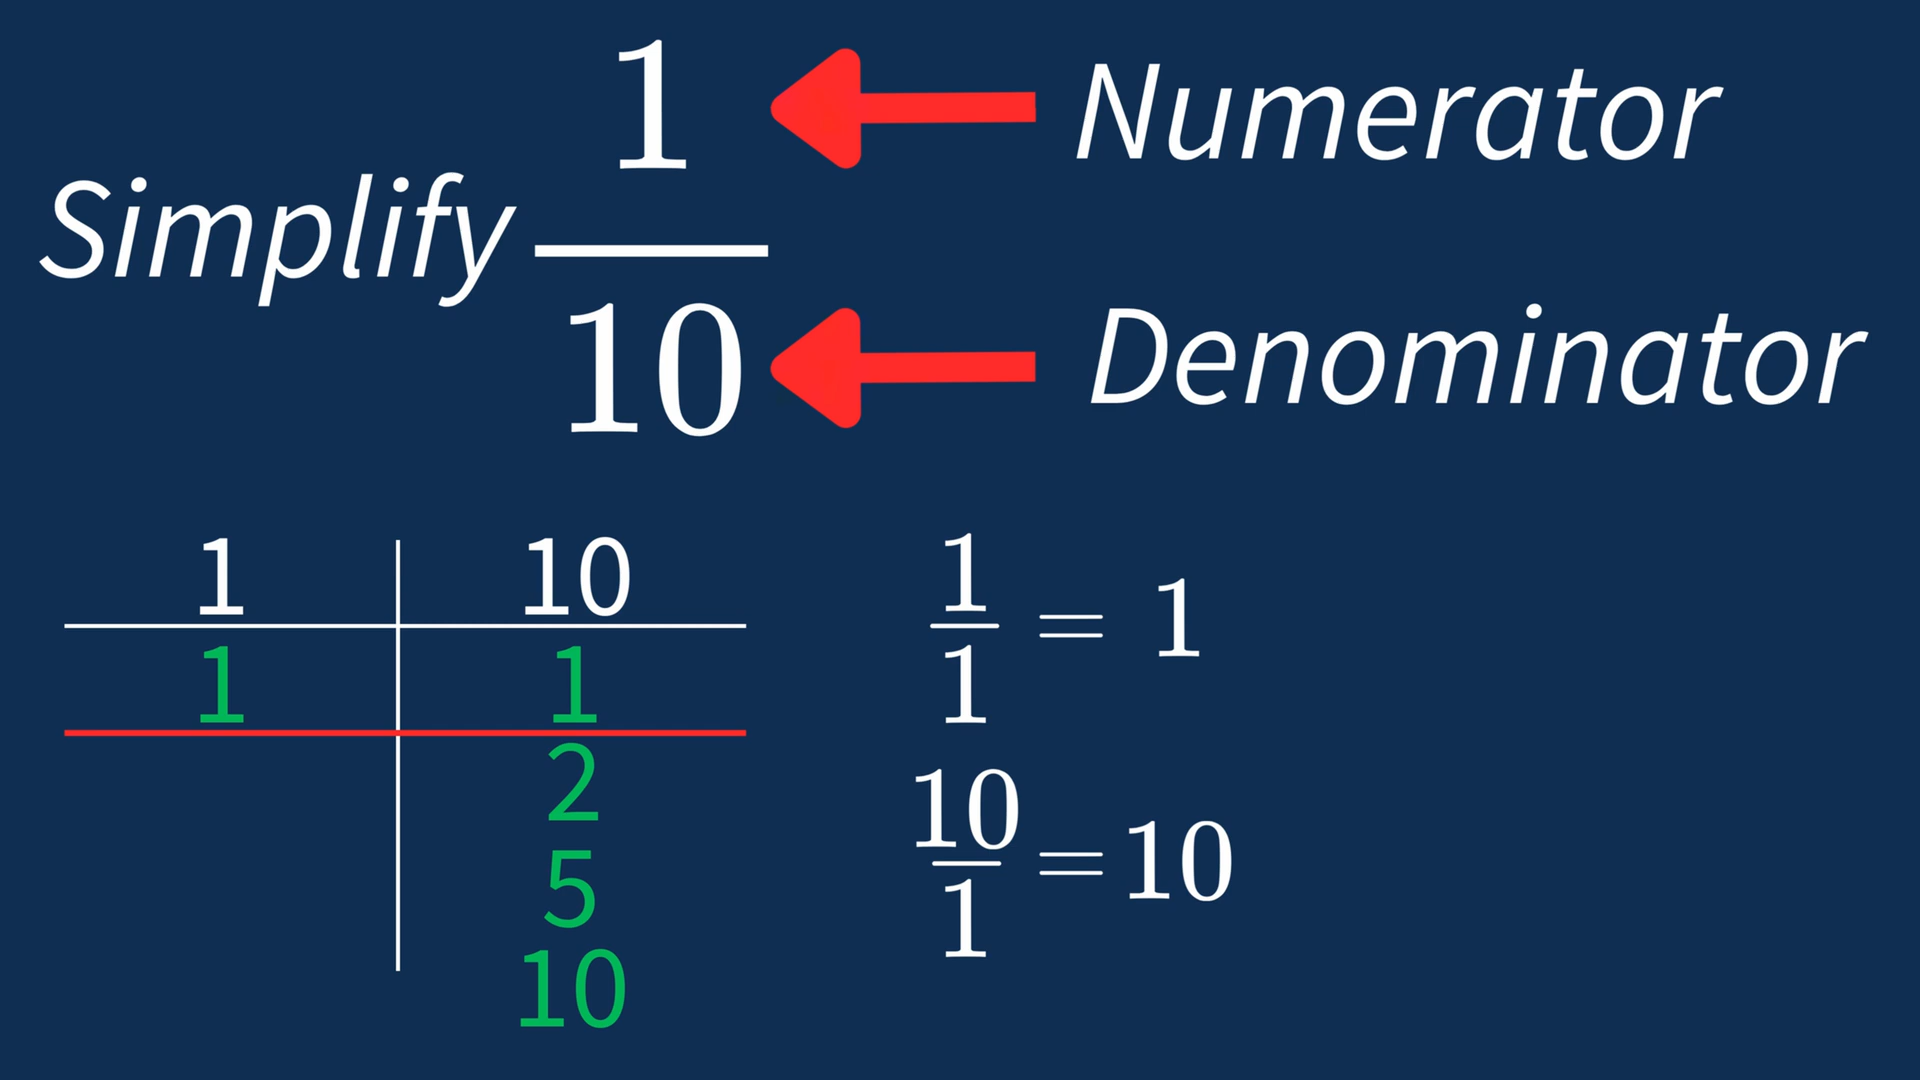 1 Numerator
Simplify
10 Denominator
1 10
1 1
2
5
10
1/1 = 1
10/1 = 10